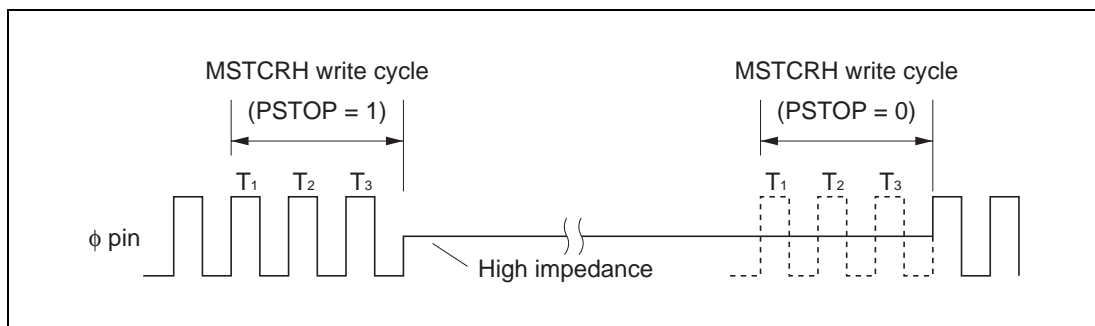 MSTCRH write cycle
(PSTOP = 1)
MSTCRH write cycle
(PSTOP = 0)
T1 T2 T3
T1 T2 T3
ϕ pin
High impedance